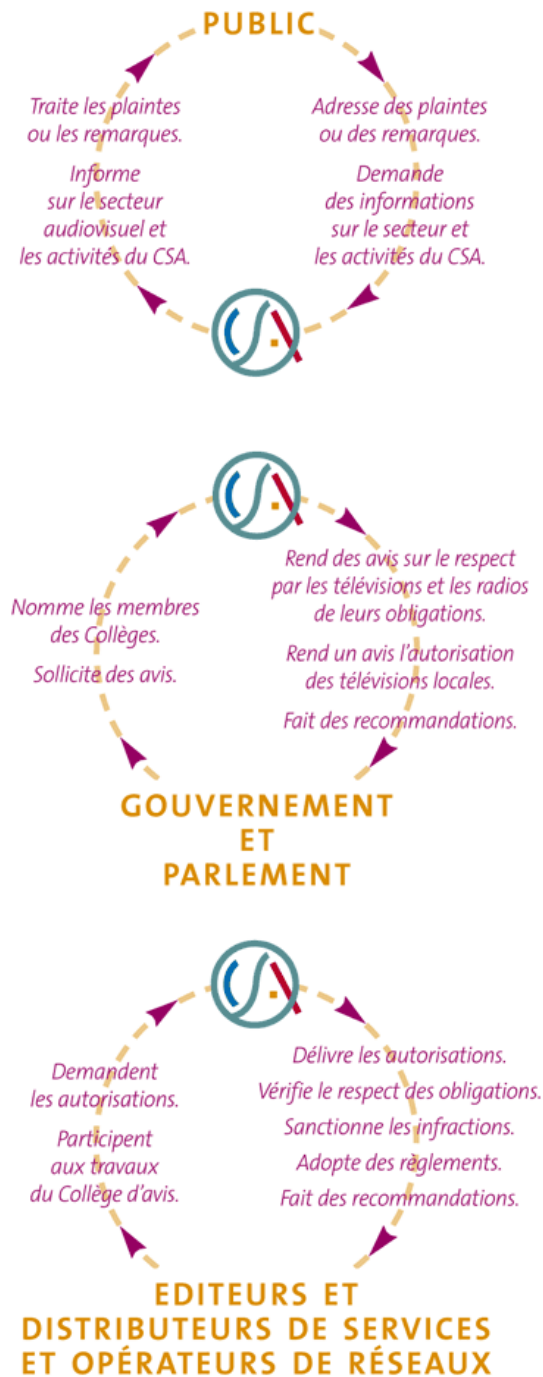 PUBLIC
Traite les plaintes
ou les remarques.
Informe
sur le secteur
audiovisuel et
les activités du CSA.
Adresse des plaintes
ou des remarques.
Demande
des informations
sur le secteur et
les activités du CSA.
CSA
CSA
Nomme les membres
des Collèges.
Sollicite des avis.
Rend des avis sur le respect
par les télévisions et les radios
de leurs obligations.
Rend un avis l'autorisation
des télévisions locales.
Fait des recommandations.
GOUVERNEMENT
ET
PARLEMENT
CSA
Demandent
les autorisations.
Participent
aux travaux
du Collège d'avis.
Délivre les autorisations.
Vérifie le respect des obligations.
Sanctionne les infractions.
Adopte des règlements.
Fait des recommandations.
EDITEURS ET
DISTRIBUTEURS DE SERVICES
ET OPÉRATEURS DE RÉSEAUX